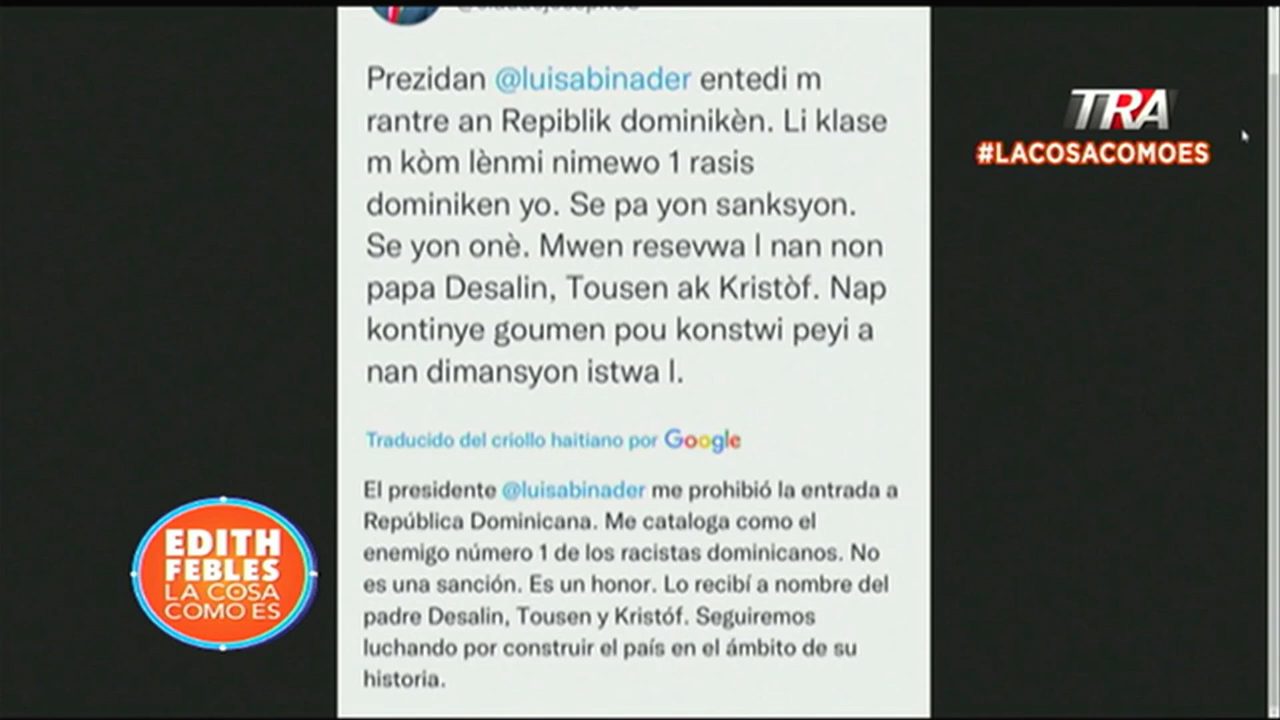 Prezidan @luisabinader entedi m
rantre an Repiblik dominikèn. Li klase
m kòm lènmi nimewo 1 rasis
dominiken yo. Se pa yon sanksyon.
Se yon onè. Mwen resevwa l nan non
papa Desalin, Tousen ak Kristòf. Nap
kontinye goumen pou konstwi peyi a
nan dimansyon istwa l.
Traducido del criollo haitiano por Google
El presidente @luisabinader me prohibió la entrada a
República Dominicana. Me cataloga como el
enemigo número 1 de los racistas dominicanos. No
es una sanción. Es un honor. Lo recibí a nombre del
padre Desalin, Tousen y Kristóf. Seguiremos
luchando por construir el país en el ámbito de su
historia.
TRA
#LACOSACOMOES
EDITH
FEBLES
LA COSA
COMO ES